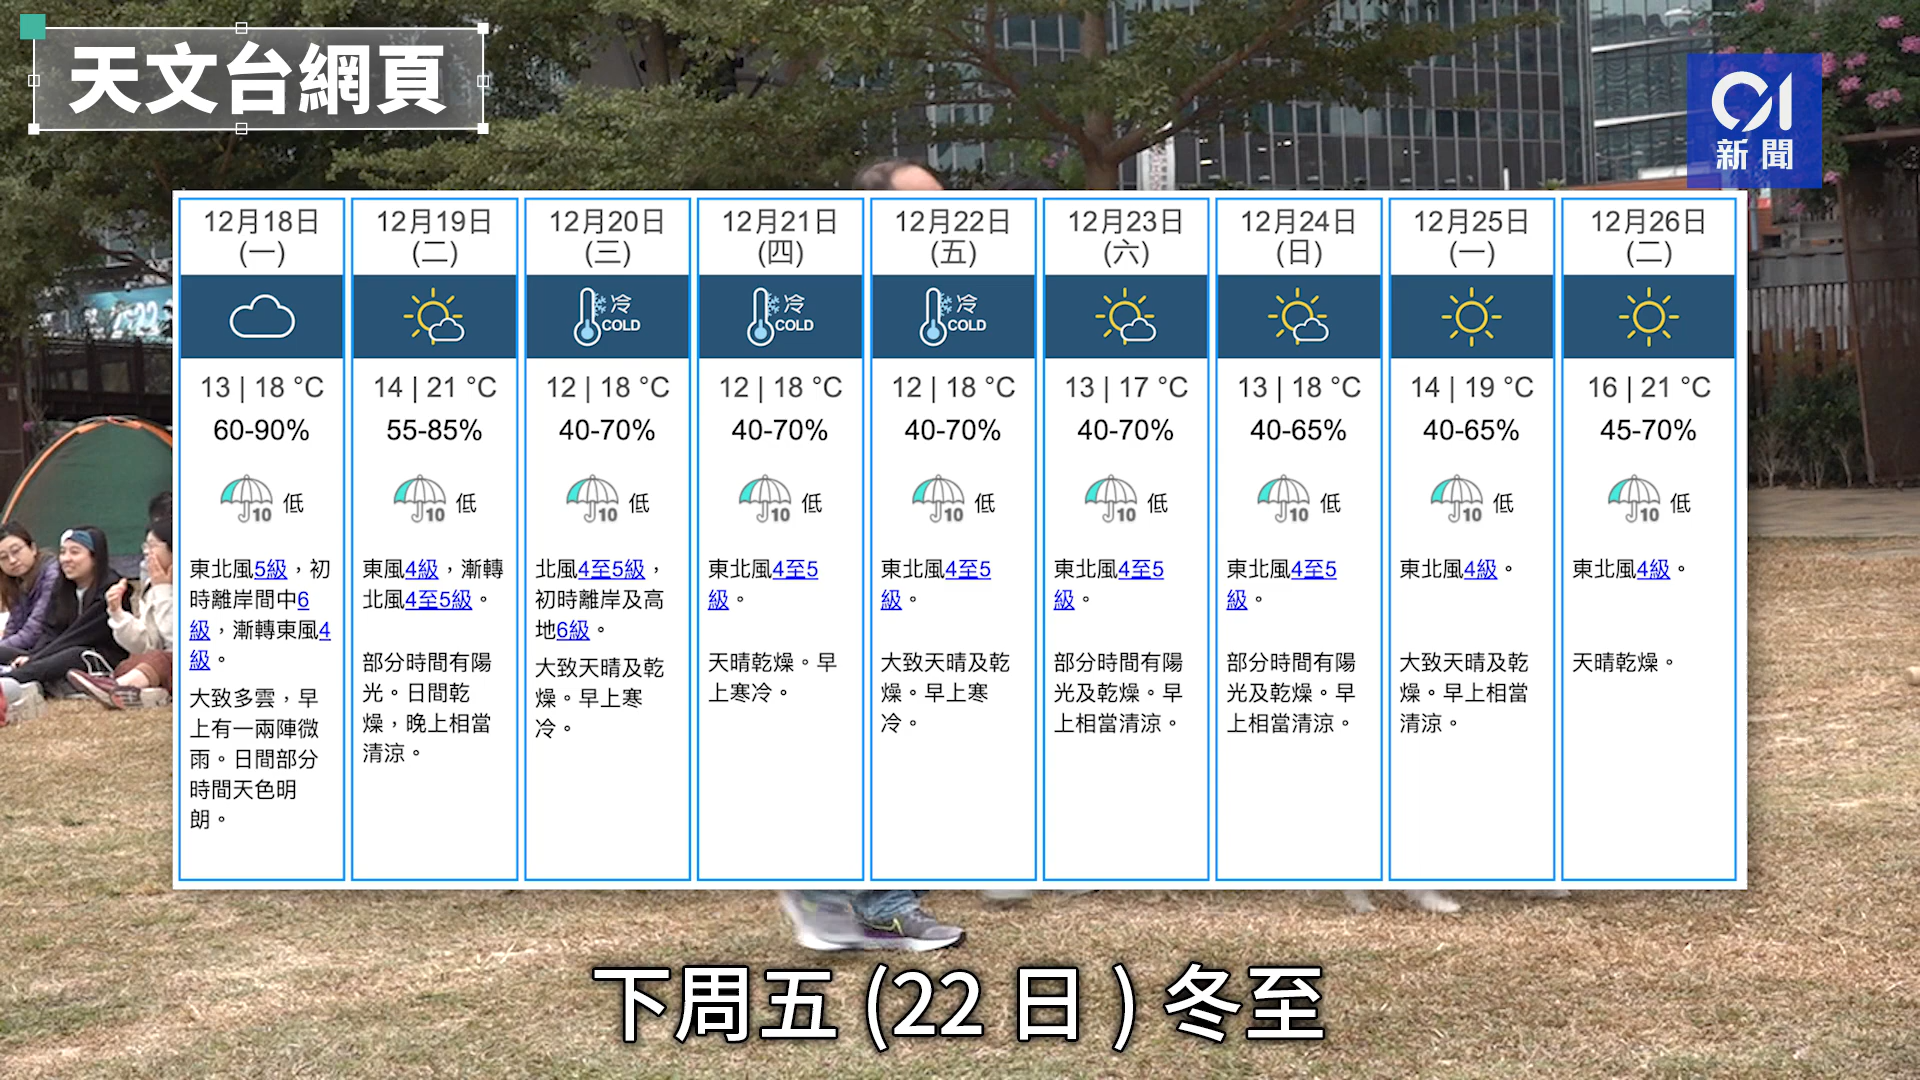 天文台網頁
01
新聞
12月18日
(一)
13 | 18 °C
60-90%
10 低
東北風5級，初
時離岸間中6
級，漸轉東風4
級。
大致多雲，早
上有一兩陣微
雨。日間部分
時間天色明
朗。
12月19日
(二)
14 | 21 °C
55-85%
10 低
東風4級，漸轉
北風4至5級。
部分時間有陽
光。日間乾
燥，晚上相當
清涼。
12月20日
(三)
冷
COLD
12 | 18 °C
40-70%
10 低
北風4至5級，
初時離岸及高
地6級。
大致天晴及乾
燥。早上寒
冷。
12月21日
(四)
冷
COLD
12 | 18 °C
40-70%
10 低
東北風4至5
級。
天晴乾燥。早
上寒冷。
12月22日
(五)
冷
COLD
12 | 18 °C
40-70%
10 低
東北風4至5
級。
大致天晴及乾
燥。早上寒
冷。
12月23日
(六)
13 | 17 °C
40-70%
10 低
東北風4至5
級。
部分時間有陽
光及乾燥。早
上相當清涼。
12月24日
(日)
13 | 18 °C
40-65%
10 低
東北風4至5
級。
部分時間有陽
光及乾燥。早
上相當清涼。
12月25日
(一)
14 | 19 °C
40-65%
10 低
東北風4級。
大致天晴及乾
燥。早上相當
清涼。
12月26日
(二)
16 | 21 °C
45-70%
10 低
東北風4級。
天晴乾燥。
下周五 (22 日 ) 冬至